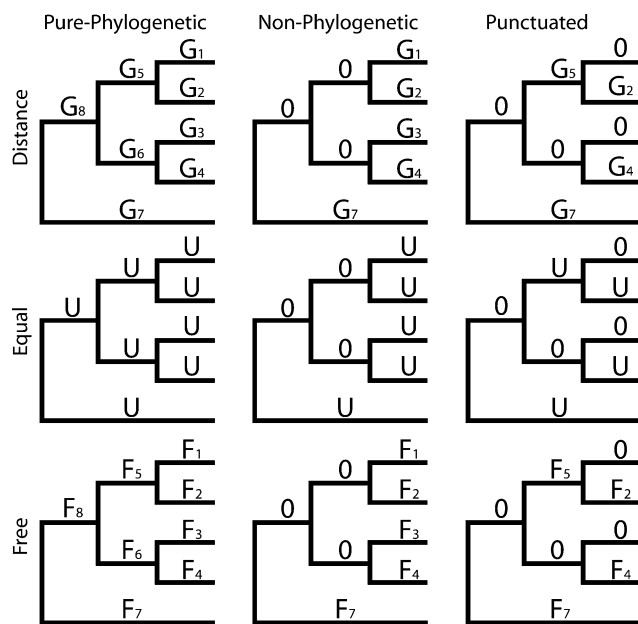 Pure-Phylogenetic Non-Phylogenetic Punctuated
Distance
G1 G1 0
G5 0 G5
G2 G2 G2
G8 0 0
G3 G3 0
G6 0 0
G4 G4 G4
G7 G7 G7
Equal
U U 0
U 0 U
U U U
U 0 0
U U 0
U 0 0
U U U
U U U
Free
F1 F1 0
F5 0 F5
F2 F2 F2
F8 0 0
F3 F3 0
F6 0 0
F4 F4 F4
F7 F7 F7